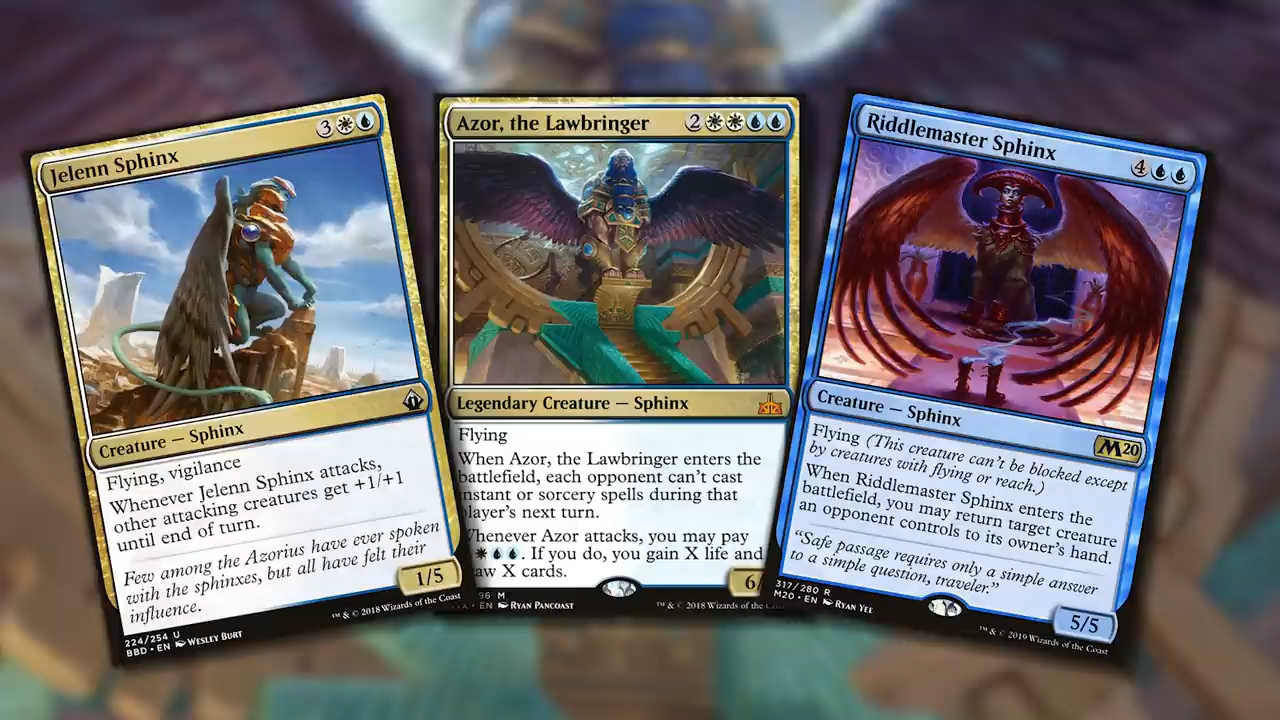 Jelenn Sphinx
3
Creature — Sphinx
Flying, vigilance
Whenever Jelenn Sphinx attacks,
other attacking creatures get +1/+1
until end of turn.
Few among the Azorius have ever spoken
with the sphinxes, but all have felt their
influence.
1/5
224/254 U
BBD • EN WESLEY BURT
™ & © 2018 Wizards of the Coast
Azor, the Lawbringer
2
Legendary Creature — Sphinx
Flying
When Azor, the Lawbringer enters the
battlefield, each opponent can't cast
instant or sorcery spells during that
player's next turn.
Whenever Azor attacks, you may pay
. If you do, you gain X life and
aw X cards.
6/
96 M
EN RYAN PANCOAST
™ & © 2018 Wizards of the Co
Riddlemaster Sphinx
4
Creature — Sphinx
M20
Flying (This creature can't be blocked except
by creatures with flying or reach.)
When Riddlemaster Sphinx enters the
battlefield, you may return target creature
an opponent controls to its owner's hand.
"Safe passage requires only a simple answer
to a simple question, traveler."
5/5
317/280 R
M20 • EN RYAN YEE
™ & © 2019 Wizards of the Coast